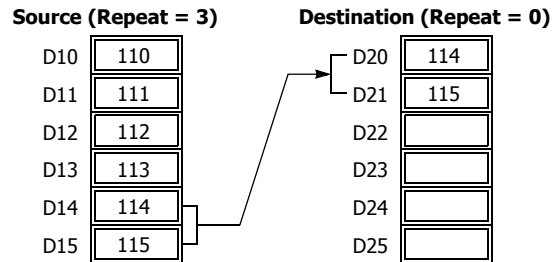 Source (Repeat = 3) Destination (Repeat = 0)
D10 110 D20 114
D11 111 D21 115
D12 112 D22
D13 113 D23
D14 114 D24
D15 115 D25